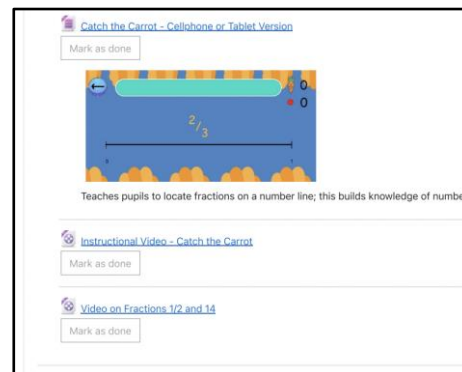 Catch the Carrot - Cellphone or Tablet Version
Mark as done
0
0
2/3
Teaches pupils to locate fractions on a number line; this builds knowledge of numbe
Instructional Video - Catch the Carrot
Mark as done
Video on Fractions 1/2 and 14
Mark as done